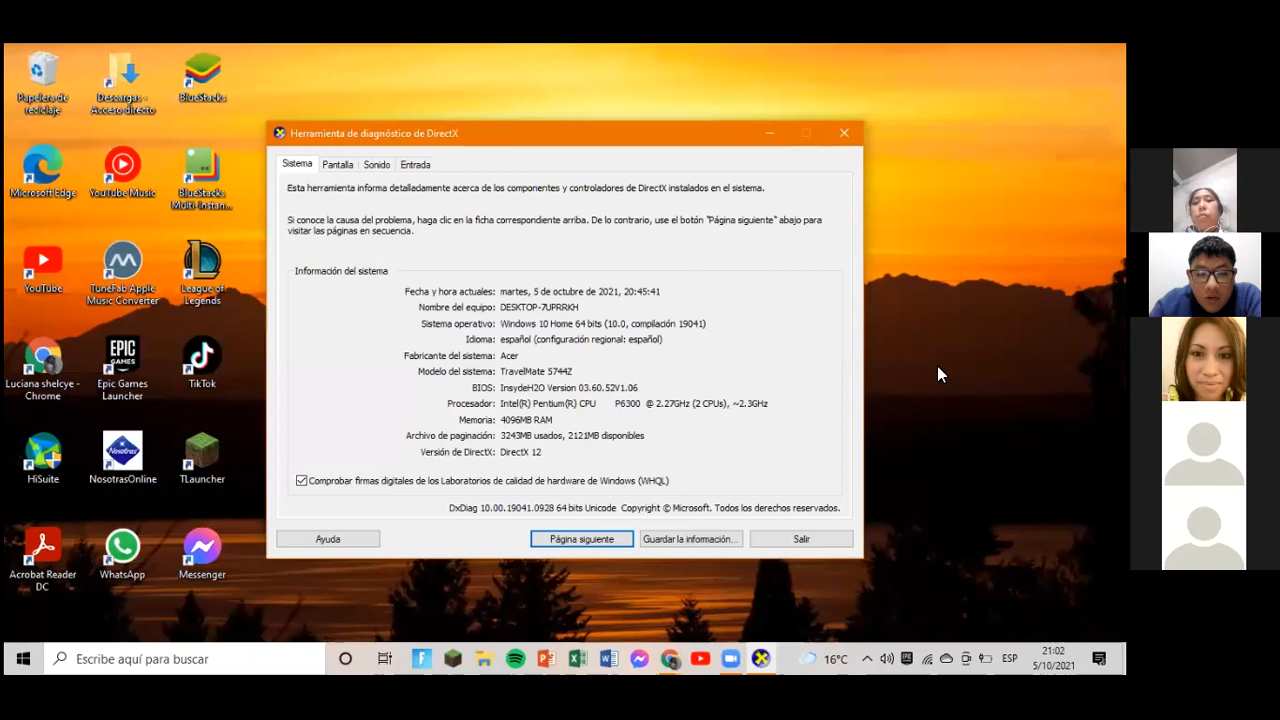 Papelera de
reciclaje
Descargas -
Acceso directo
BlueStacks
Microsoft Edge
YouTube Music
BlueStacks
Multi-Instan...
YouTube
TuneFab Apple
Music Converter
League of
Legends
Luciana shelcye -
Chrome
EPIC
GAMES
Epic Games
Launcher
TikTok
HiSuite
Nosotras
NosotrasOnline
TLauncher
Acrobat Reader
DC
WhatsApp
Messenger
Herramienta de diagnóstico de DirectX
Sistema Pantalla Sonido Entrada
Esta herramienta informa detalladamente acerca de los componentes y controladores de DirectX instalados en el sistema.
Si conoce la causa del problema, haga clic en la ficha correspondiente arriba. De lo contrario, use el botón "Página siguiente" abajo para
visitar las páginas en secuencia.
Información del sistema
Fecha y hora actuales: martes, 5 de octubre de 2021, 20:45:41
Nombre del equipo: DESKTOP-7UPRRKH
Sistema operativo: Windows 10 Home 64 bits (10.0, compilación 19041)
Idioma: español (configuración regional: español)
Fabricante del sistema: Acer
Modelo del sistema: TravelMate 5744Z
BIOS: InsydeH2O Version 03.60.52V1.06
Procesador: Intel(R) Pentium(R) CPU P6300 @ 2.27GHz (2 CPUs), ~2.3GHz
Memoria: 4096MB RAM
Archivo de paginación: 3243MB usados, 2121MB disponibles
Versión de DirectX: DirectX 12
Comprobar firmas digitales de los Laboratorios de calidad de hardware de Windows (WHQL)
DxDiag 10.00.19041.0928 64 bits Unicode Copyright © Microsoft. Todos los derechos reservados.
Ayuda Página siguiente Guardar la información... Salir
Escribe aquí para buscar
16°C
ESP
21:02
5/10/2021